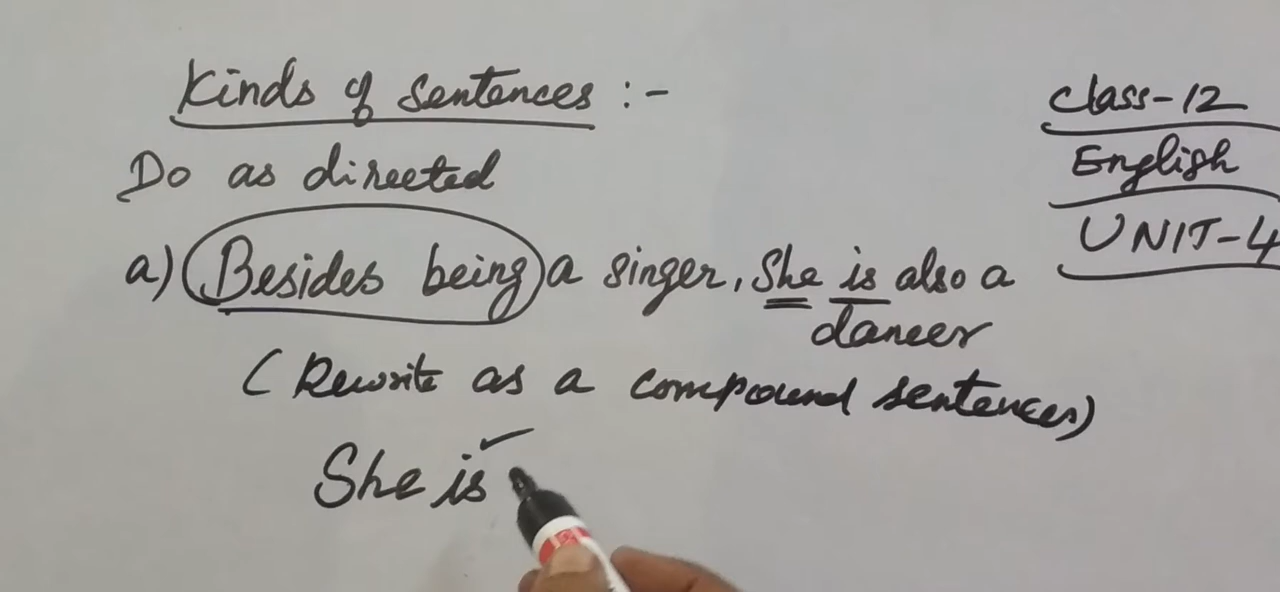 Kinds of sentences :-
Do as directed
a) Besides being a singer, She is also a
dancer
(Rewrite as a compound sentences)
She is
Class-12
English
UNIT-4